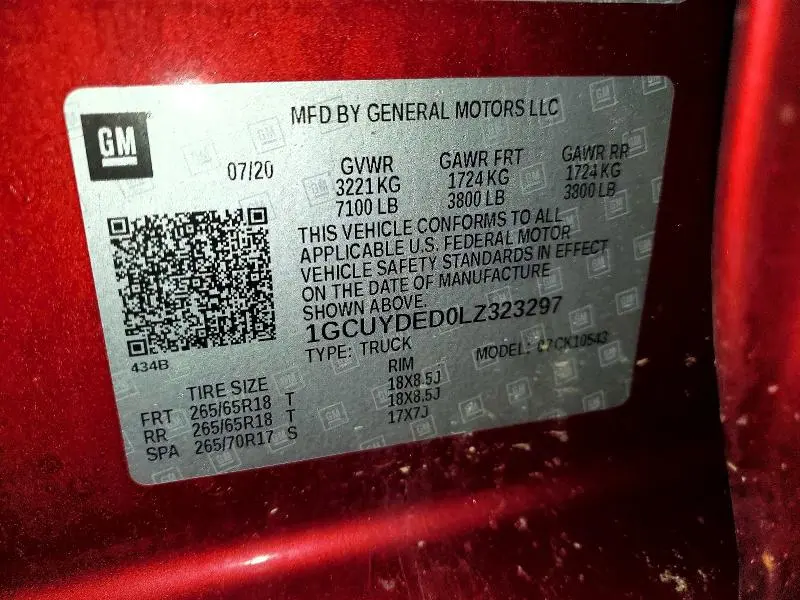 GM
MFD BY GENERAL MOTORS LLC
07/20
GVWR GAWR FRT GAWR RR
3221 KG 1724 KG 1724 KG
7100 LB 3800 LB 3800 LB
THIS VEHICLE CONFORMS TO ALL
APPLICABLE U.S. FEDERAL MOTOR
VEHICLE SAFETY STANDARDS IN EFFECT
ON THE DATE OF MANUFACTURE
SHOWN ABOVE.
1GCUYDED0LZ323297
TYPE: TRUCK MODEL: C7CK10543
434B
TIRE SIZE RIM
FRT 265/65R18 T 18X8.5J
RR 265/65R18 T 18X8.5J
SPA 265/70R17 S 17X7J